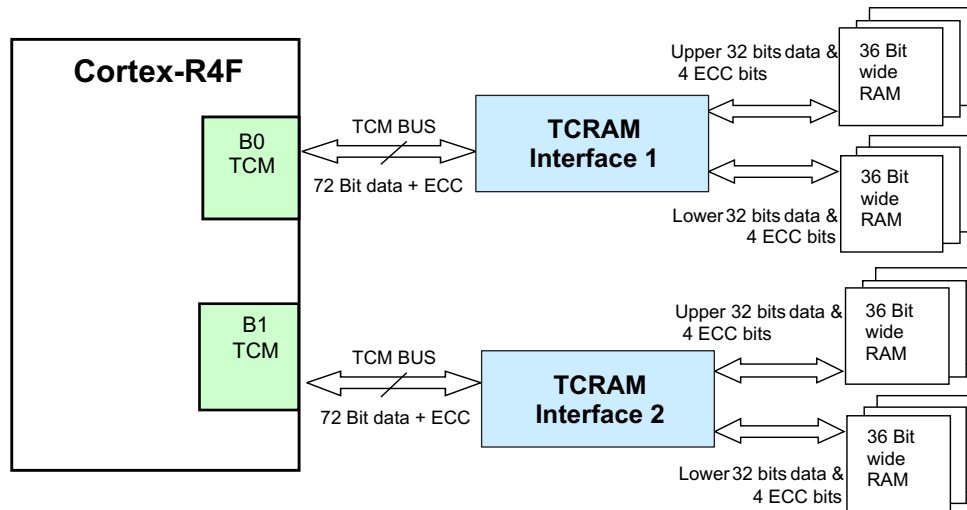 Cortex-R4F
B0
TCM
TCM BUS
72 Bit data + ECC
TCRAM
Interface 1
Upper 32 bits data &
4 ECC bits
36 Bit
wide
RAM
Lower 32 bits data &
4 ECC bits
36 Bit
wide
RAM
B1
TCM
TCM BUS
72 Bit data + ECC
TCRAM
Interface 2
Upper 32 bits data &
4 ECC bits
36 Bit
wide
RAM
Lower 32 bits data &
4 ECC bits
36 Bit
wide
RAM